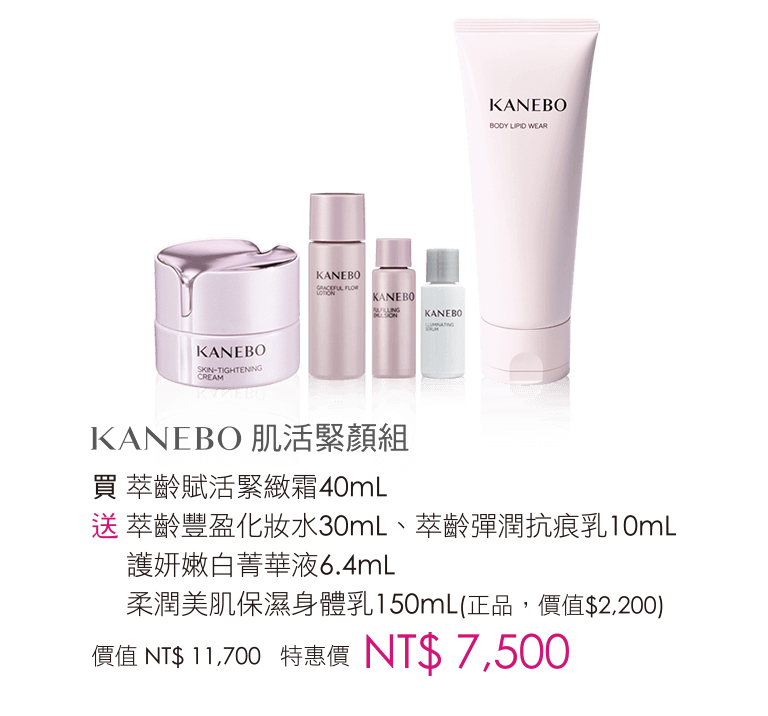 KANEBO
BODY LIPID WEAR
KANEBO
GRACEFUL FLOW
LOTION
KANEBO
FULFILLING
EMULSION
KANEBO
ILLUMINATING
SERUM
KANEBO
SKIN-TIGHTENING
CREAM
KANEBO 肌活緊顏組
買 萃齡賦活緊緻霜40mL
送 萃齡豐盈化妝水30mL、萃齡彈潤抗痕乳10mL
護妍嫩白菁華液6.4mL
柔潤美肌保濕身體乳150mL(正品，價值$2,200)
價值 NT$ 11,700 特惠價 NT$ 7,500